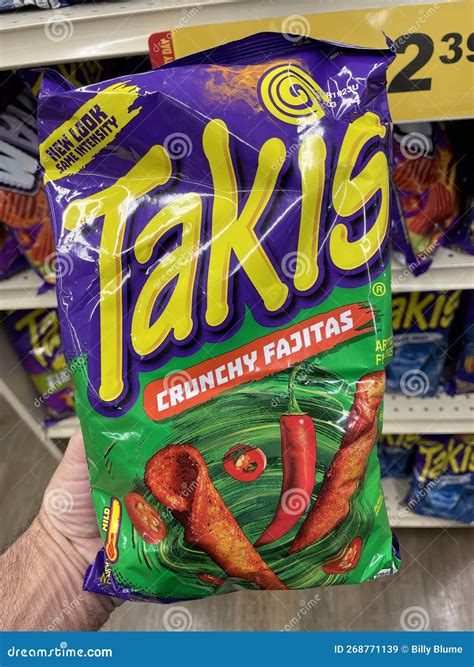 2 39
NEW LOOK
SAME INTENSITY
Takis
®
CRUNCHY FAJITAS
MILD
Takis
Takis
dreamstime.com
ID 268771139 © Billy Blume